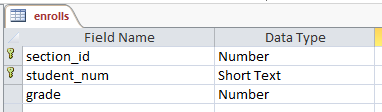 enrolls
Field Name Data Type
section_id Number
student_num Short Text
grade Number